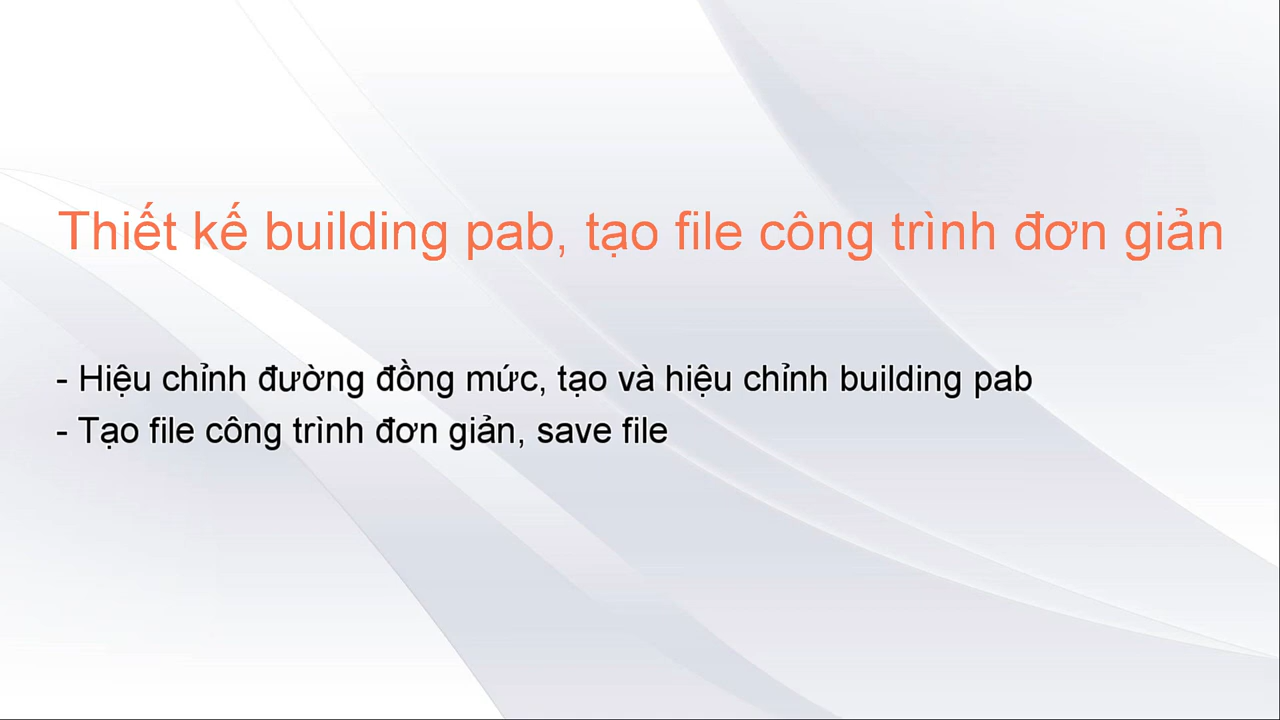 Thiết kế building pab, tạo file công trình đơn giản
- Hiệu chỉnh đường đồng mức, tạo và hiệu chỉnh building pab
- Tạo file công trình đơn giản, save file